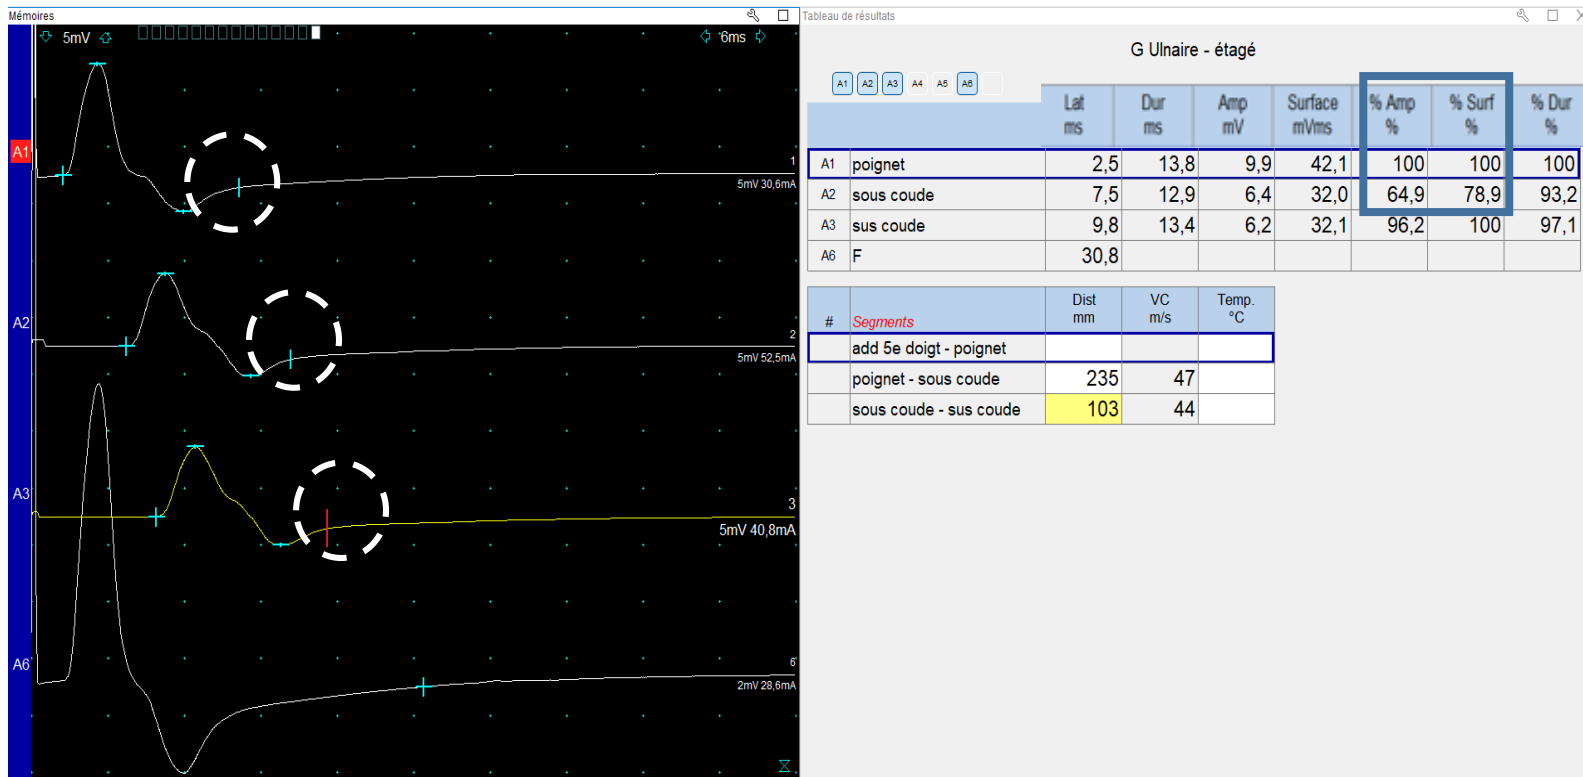 Mémoires
5mV
6ms
A1
1
5mV 30,6mA
A2
2
5mV 52,5mA
A3
3
5mV 40,8mA
A6
6
2mV 28,6mA
Tableau de résultats
G Ulnaire - étagé
A1 A2 A3 A4 A5 A6
Lat ms Dur ms Amp mV Surface mVms % Amp % % Surf % % Dur %
A1 poignet 2,5 13,8 9,9 42,1 100 100 100
A2 sous coude 7,5 12,9 6,4 32,0 64,9 78,9 93,2
A3 sus coude 9,8 13,4 6,2 32,1 96,2 100 97,1
A6 F 30,8
# Segments Dist mm VC m/s Temp. °C
add 5e doigt - poignet
poignet - sous coude 235 47
sous coude - sus coude 103 44